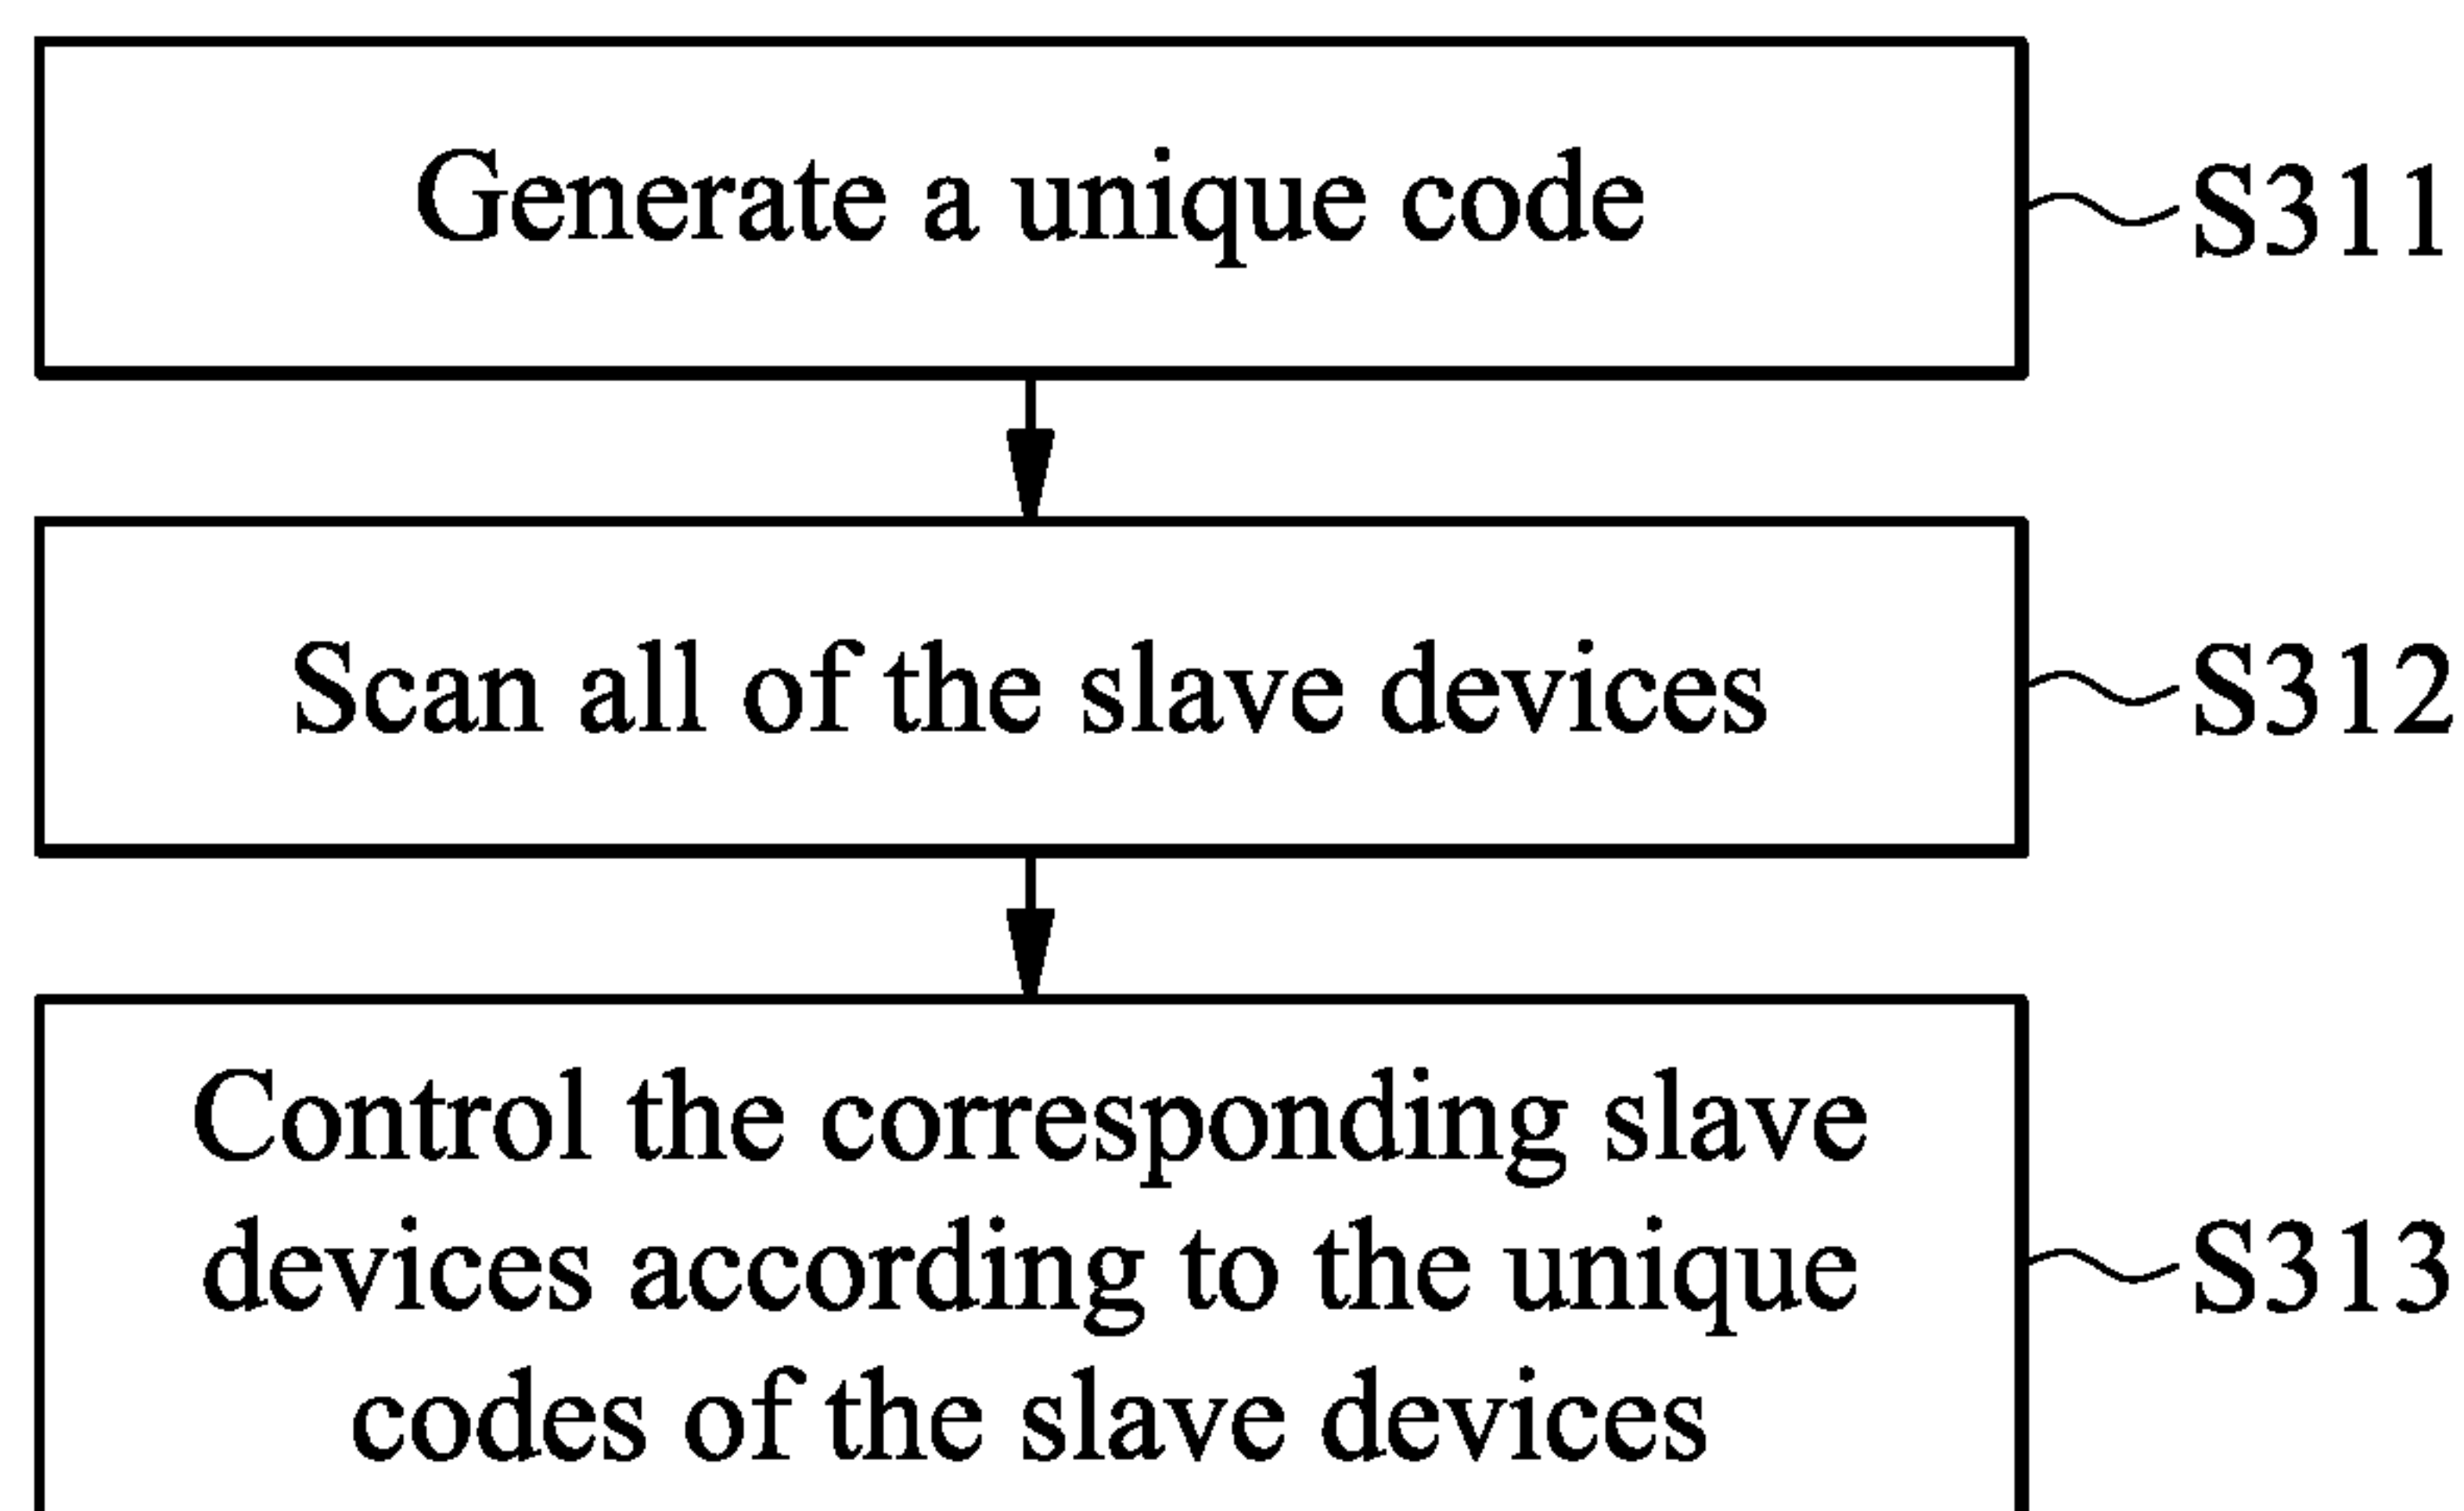 Generate a unique code
S311
Scan all of the slave devices
S312
Control the corresponding slave
devices according to the unique
codes of the slave devices
S313